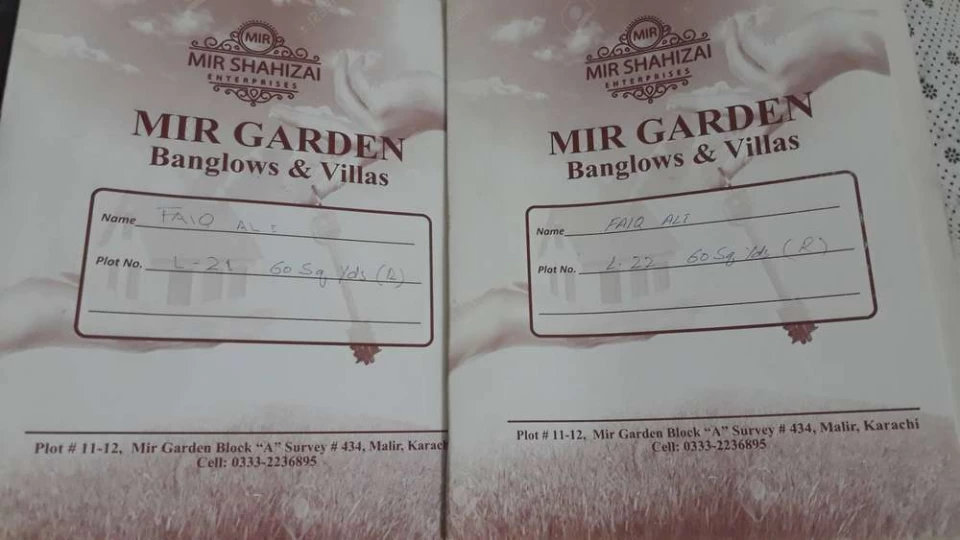 MIR
MIR SHAHIZAI
ENTERPRISES
MIR GARDEN
Banglows & Villas
Name FAIQ ALI
Plot No. L-21 60 Sq yds (R)
Plot # 11-12, Mir Garden Block “A” Survey # 434, Malir, Karach
Cell: 0333-2236895
MIR
MIR SHAHIZAI
ENTERPRISES
MIR GARDEN
Banglows & Villas
Name FAIQ ALI
Plot No. L-22 60 Sq yds (R)
Plot # 11-12, Mir Garden Block “A” Survey # 434, Malir, Karachi
Cell: 0333-2236895